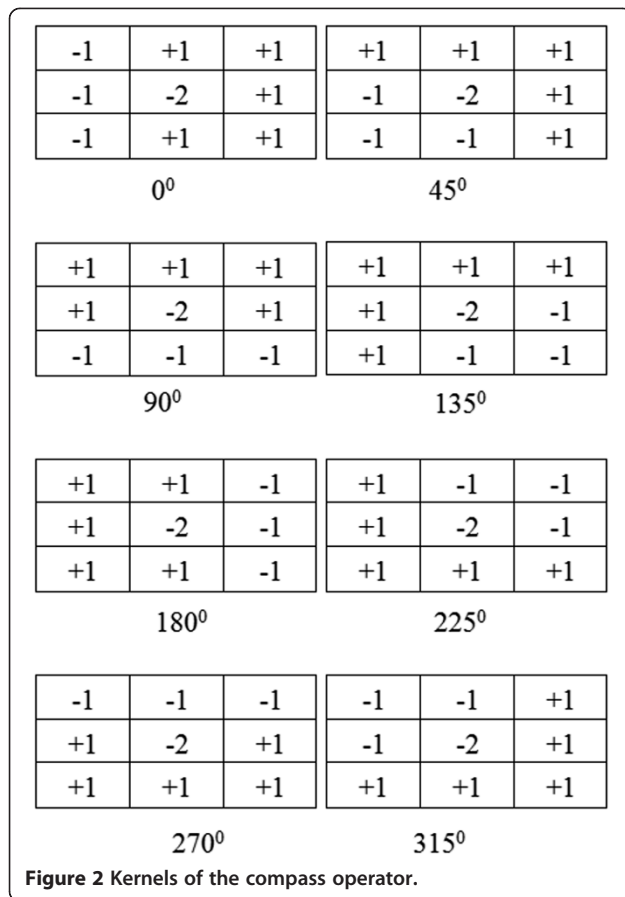 -1 +1 +1 +1 +1 +1
-1 -2 +1 -1 -2 +1
-1 +1 +1 -1 -1 +1
0⁰ 45⁰
+1 +1 +1 +1 +1 +1
+1 -2 +1 +1 -2 -1
-1 -1 -1 +1 -1 -1
90⁰ 135⁰
+1 +1 -1 +1 -1 -1
+1 -2 -1 +1 -2 -1
+1 +1 -1 +1 +1 +1
180⁰ 225⁰
-1 -1 -1 -1 -1 +1
+1 -2 +1 -1 -2 +1
+1 +1 +1 +1 +1 +1
270⁰ 315⁰
Figure 2 Kernels of the compass operator.